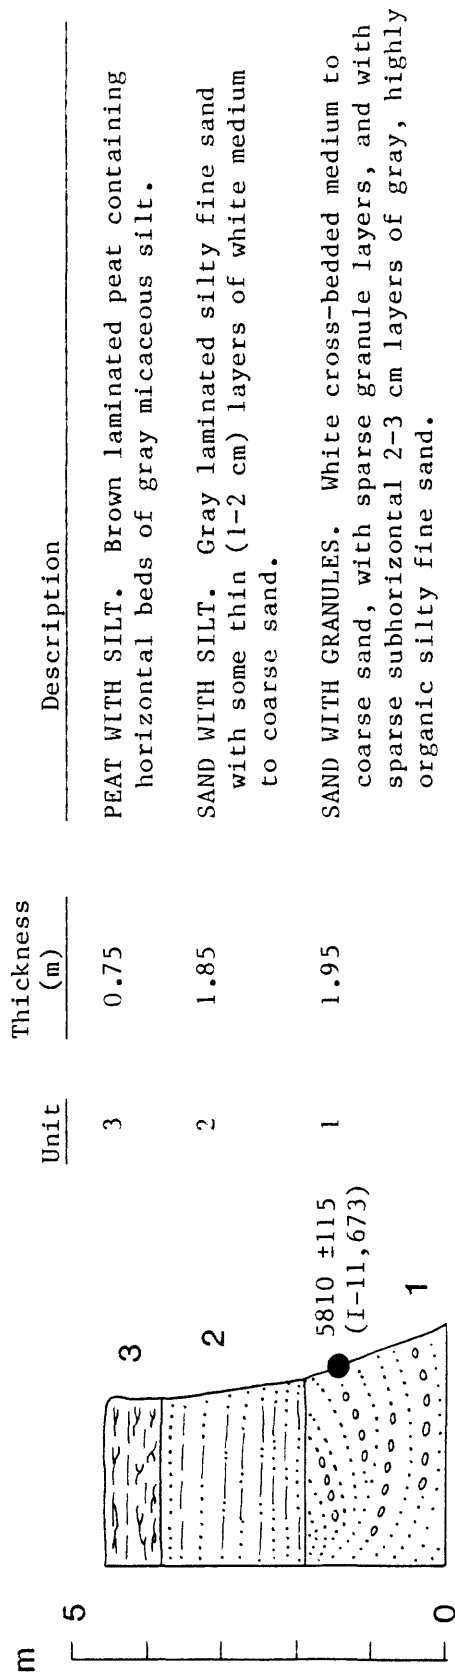 m
5
0
3
2
1
5810 ±115
(I-11,673)
Unit
Thickness
(m)
Description
3
0.75
PEAT WITH SILT. Brown laminated peat containing
horizontal beds of gray micaceous silt.
2
1.85
SAND WITH SILT. Gray laminated silty fine sand
with some thin (1-2 cm) layers of white medium
to coarse sand.
1
1.95
SAND WITH GRANULES. White cross-bedded medium to
coarse sand, with sparse granule layers, and with
sparse subhorizontal 2-3 cm layers of gray, highly
organic silty fine sand.